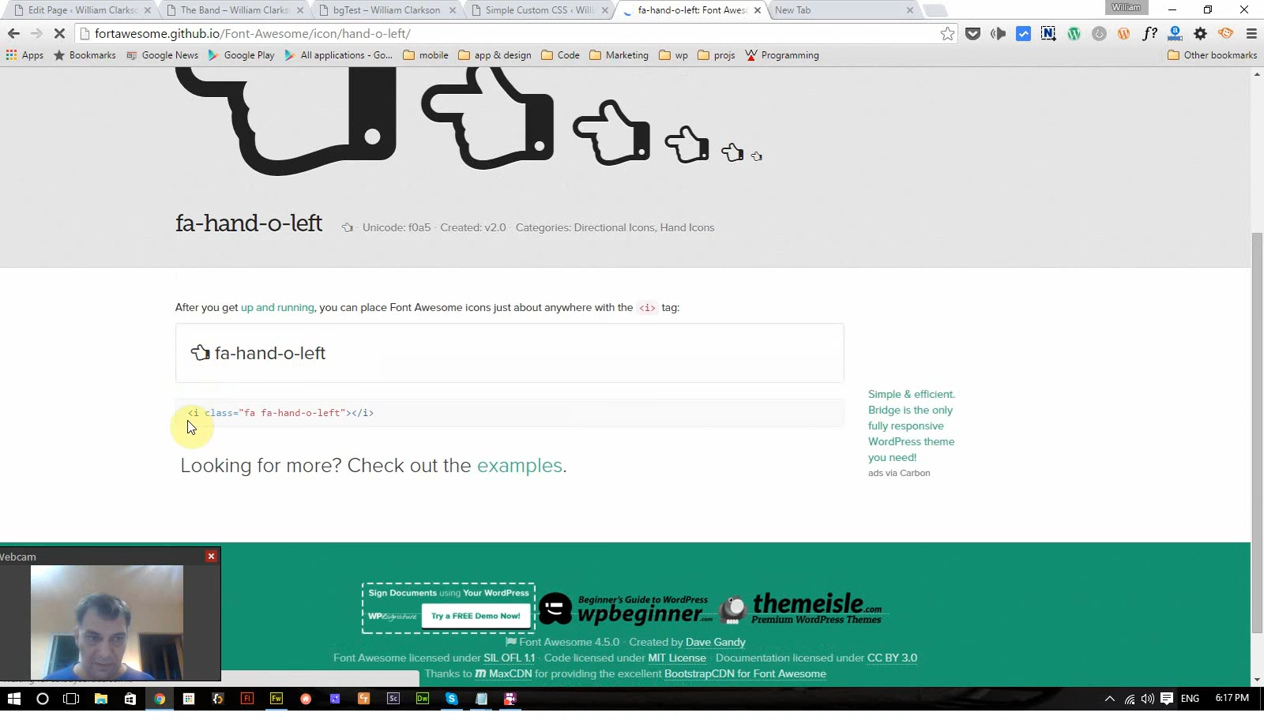 Edit Page ‹ William Clarkso
The Band – William Clarkso
bgTest – William Clarkson
Simple Custom CSS ‹ Willi
fa-hand-o-left: Font Aweso
New Tab
William
fortawesome.github.io/Font-Awesome/icon/hand-o-left/
Apps
Bookmarks
Google News
Google Play
All applications - Go...
mobile
app & design
Code
Marketing
wp
projs
Programming
Other bookmarks
fa-hand-o-left
Unicode: f0a5 · Created: v2.0 · Categories: Directional Icons, Hand Icons
After you get up and running, you can place Font Awesome icons just about anywhere with the <i> tag:
fa-hand-o-left
<i class="fa fa-hand-o-left"></i>
Simple & efficient.
Bridge is the only
fully responsive
WordPress theme
you need!
ads via Carbon
Looking for more? Check out the examples.
Webcam
Sign Documents using Your WordPress
Try a FREE Demo Now!
Beginner's Guide to WordPress
wpbeginner.com
themeisle.com
Premium WordPress Themes
Font Awesome 4.5.0 · Created by Dave Gandy
Font Awesome licensed under SIL OFL 1.1 · Code licensed under MIT License · Documentation licensed under CC BY 3.0
Thanks to MaxCDN for providing the excellent BootstrapCDN for Font Awesome
ENG
6:17 PM